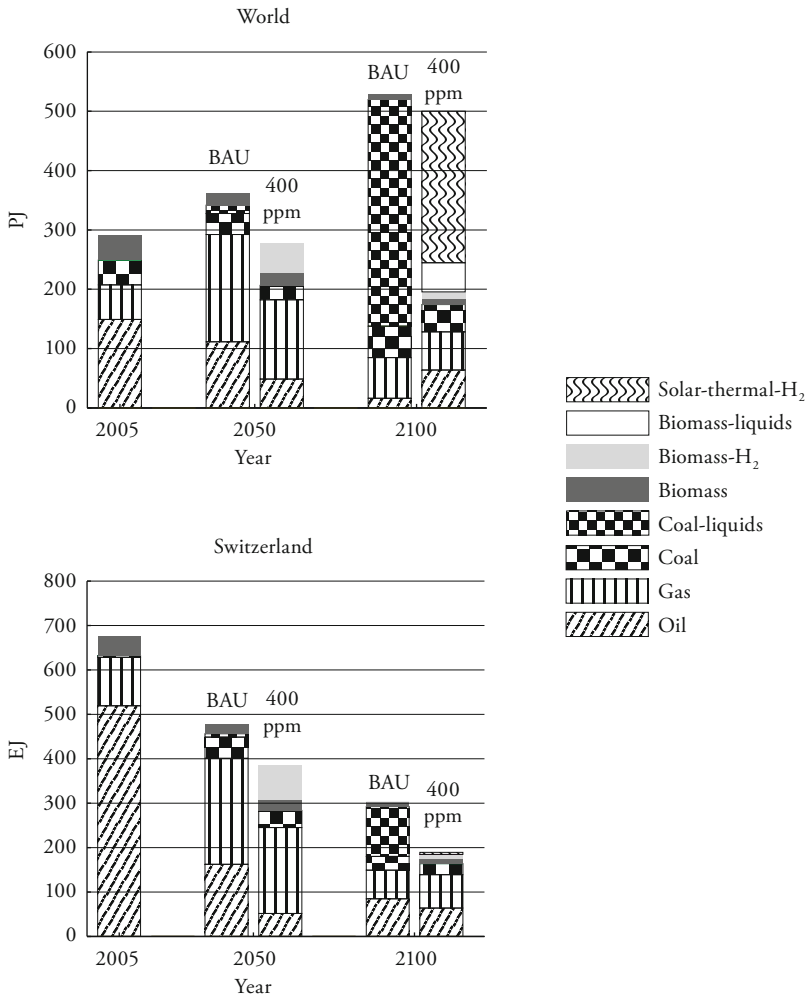 World
PJ
600
500
400
300
200
100
0
BAU
400
ppm
BAU
400
ppm
2005
2050
2100
Year
Solar-thermal-H₂
Biomass-liquids
Biomass-H₂
Biomass
Coal-liquids
Coal
Gas
Oil
Switzerland
EJ
800
700
600
500
400
300
200
100
0
BAU
400
ppm
BAU
400
ppm
2005
2050
2100
Year